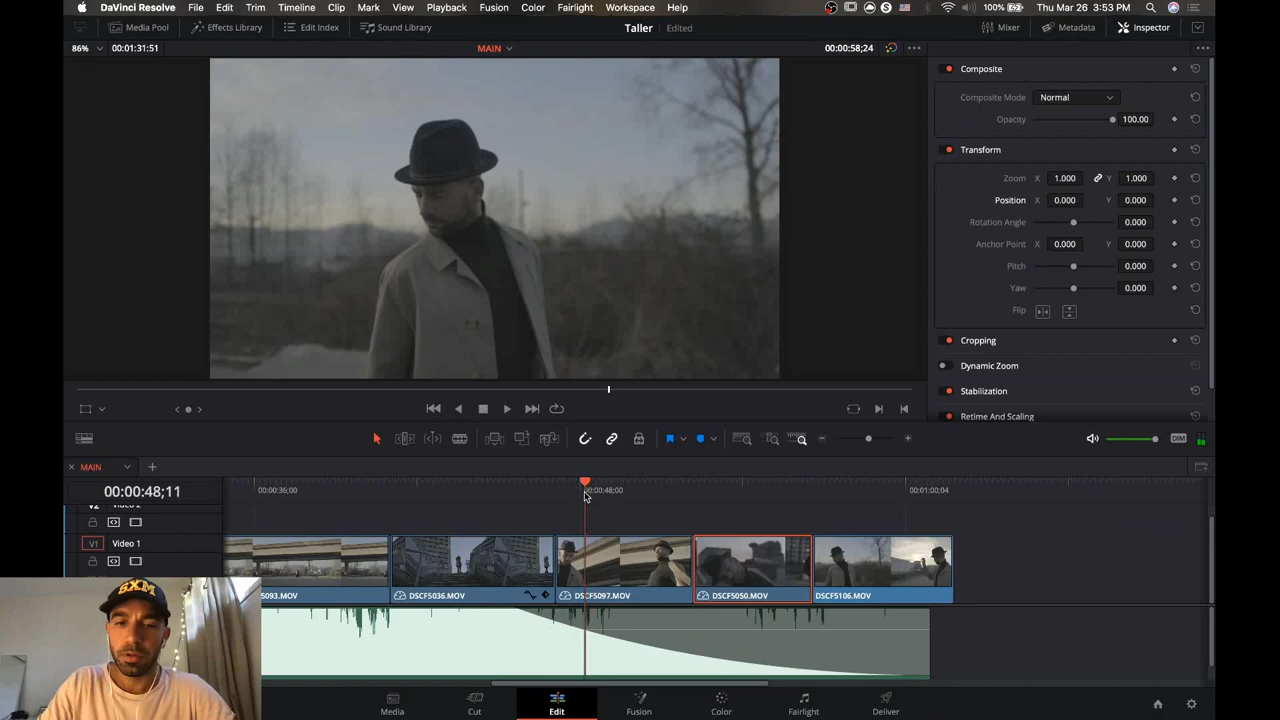 DaVinci Resolve File Edit Trim Timeline Clip Mark View Playback Fusion Color Fairlight Workspace Help 100% Thu Mar 26 3:53 PM
Media Pool Effects Library Edit Index Sound Library Taller Edited Mixer Metadata Inspector
86% 00:01:31:51 MAIN 00:00:58;24
Composite
Composite Mode Normal
Opacity 100.00
Transform
Zoom X 1.000 Y 1.000
Position X 0.000 Y 0.000
Rotation Angle 0.000
Anchor Point X 0.000 Y 0.000
Pitch 0.000
Yaw 0.000
Flip
Cropping
Dynamic Zoom
Stabilization
Retime And Scaling
DIM
MAIN
00:00:48;11 00:00:36;00 00:00:48;00 00:01:00;04
V2 Video 2
V1 Video 1
5093.MOV DSCF5036.MOV DSCF5097.MOV DSCF5050.MOV DSCF5106.MOV
SXM
Media Cut Edit Fusion Color Fairlight Deliver